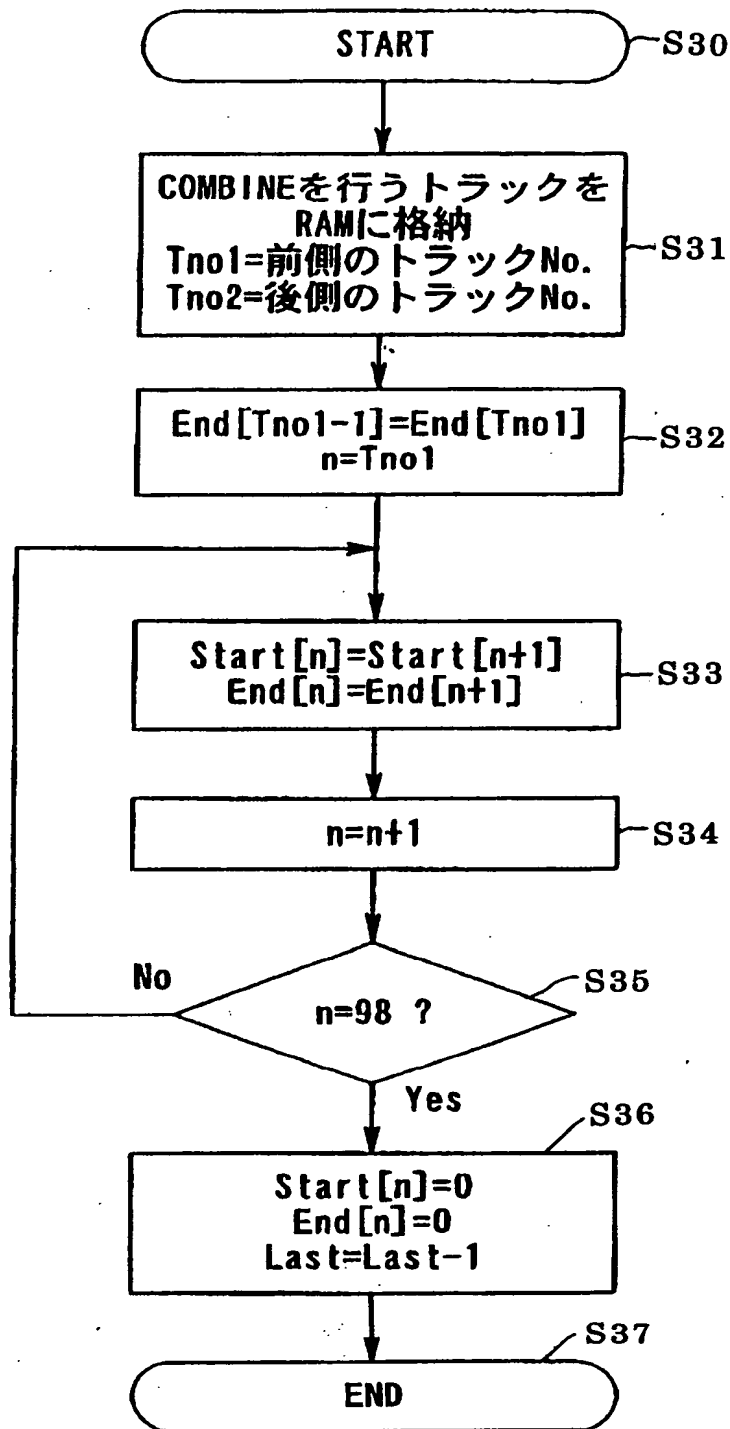 START
S30
COMBINEを行うトラックを
RAMに格納
Tno1=前側のトラックNo.
Tno2=後側のトラックNo.
S31
End[Tno1-1]=End[Tno1]
n=Tno1
S32
Start[n]=Start[n+1]
End[n]=End[n+1]
S33
n=n+1
S34
No
n=98 ?
S35
Yes
S36
Start[n]=0
End[n]=0
Last=Last-1
S37
END